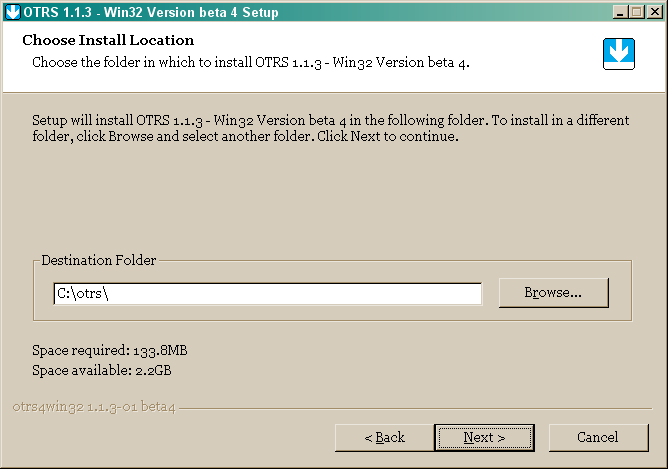 OTRS 1.1.3 - Win32 Version beta 4 Setup
Choose Install Location
Choose the folder in which to install OTRS 1.1.3 - Win32 Version beta 4.
Setup will install OTRS 1.1.3 - Win32 Version beta 4 in the following folder. To install in a different
folder, click Browse and select another folder. Click Next to continue.
Destination Folder
C:\otrs\
Browse...
Space required: 133.8MB
Space available: 2.2GB
otrs4win32 1.1.3-01 beta4
< Back
Next >
Cancel